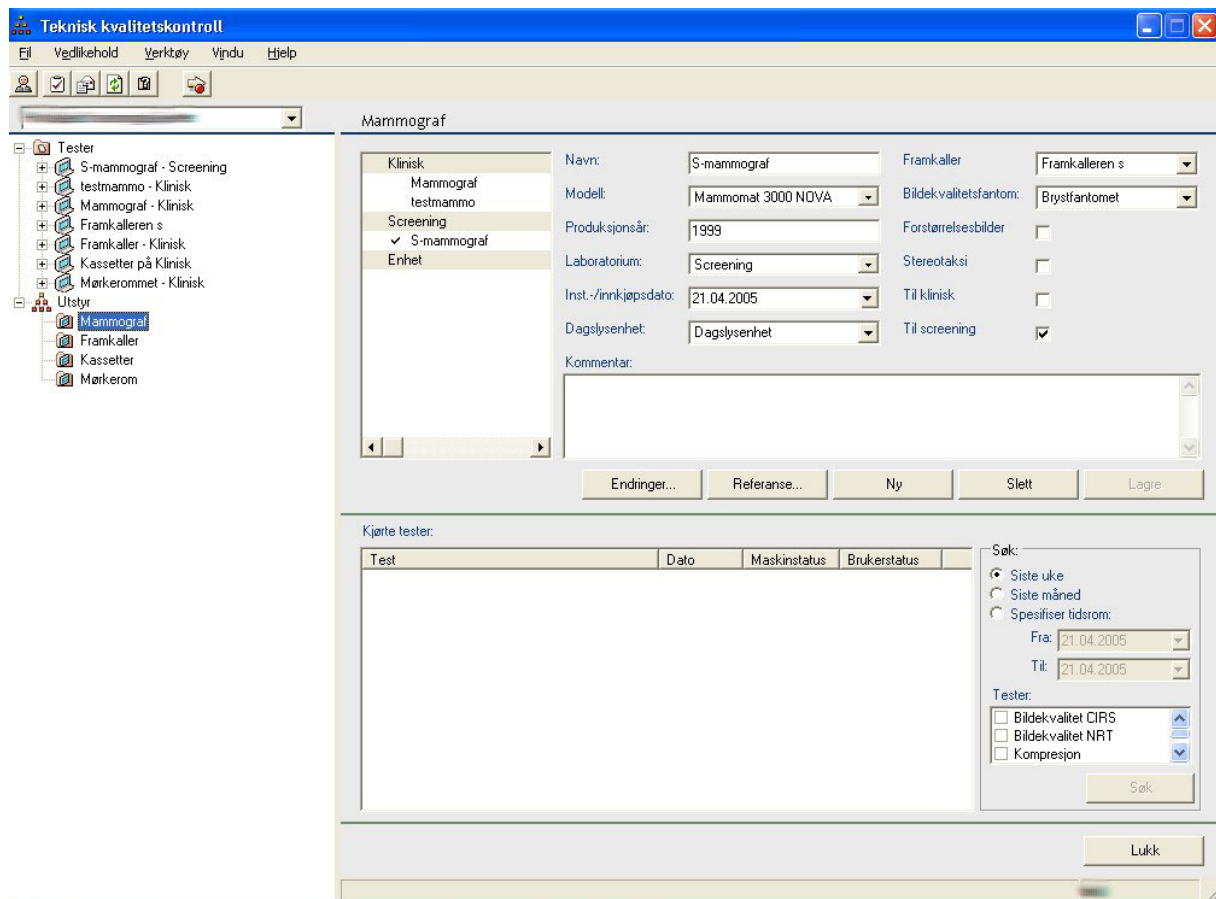 Teknisk kvalitetskontroll
Fil Vedlikehold Verktøy Vindu Hjelp
Tester
S-mammograf - Screening
testmammo - Klinisk
Mammograf - Klinisk
Framkalleren s
Framkaller - Klinisk
Kassetter på Klinisk
Mørkerommet - Klinisk
Utstyr
Mammograf
Framkaller
Kassetter
Mørkerom
Mammograf
Klinisk
Mammograf
testmammo
Screening
S-mammograf
Enhet
Navn: S-mammograf
Modell: Mammomat 3000 NOVA
Produksjonsår: 1999
Laboratorium: Screening
Inst.-/innkjøpsdato: 21.04.2005
Dagslysenhet: Dagslysenhet
Framkaller Framkalleren s
Bildekvalitetsfantom: Brystfantomet
Forstørrelsesbilder
Stereotaksi
Til klinisk
Til screening
Kommentar:
Endringer... Referanse... Ny Slett Lagre
Kjørte tester:
Test Dato Maskinstatus Brukerstatus
Søk:
Siste uke
Siste måned
Spesifiser tidsrom:
Fra: 21.04.2005
Til: 21.04.2005
Tester:
Bildekvalitet CIRS
Bildekvalitet NRT
Kompresjon
Søk
Lukk